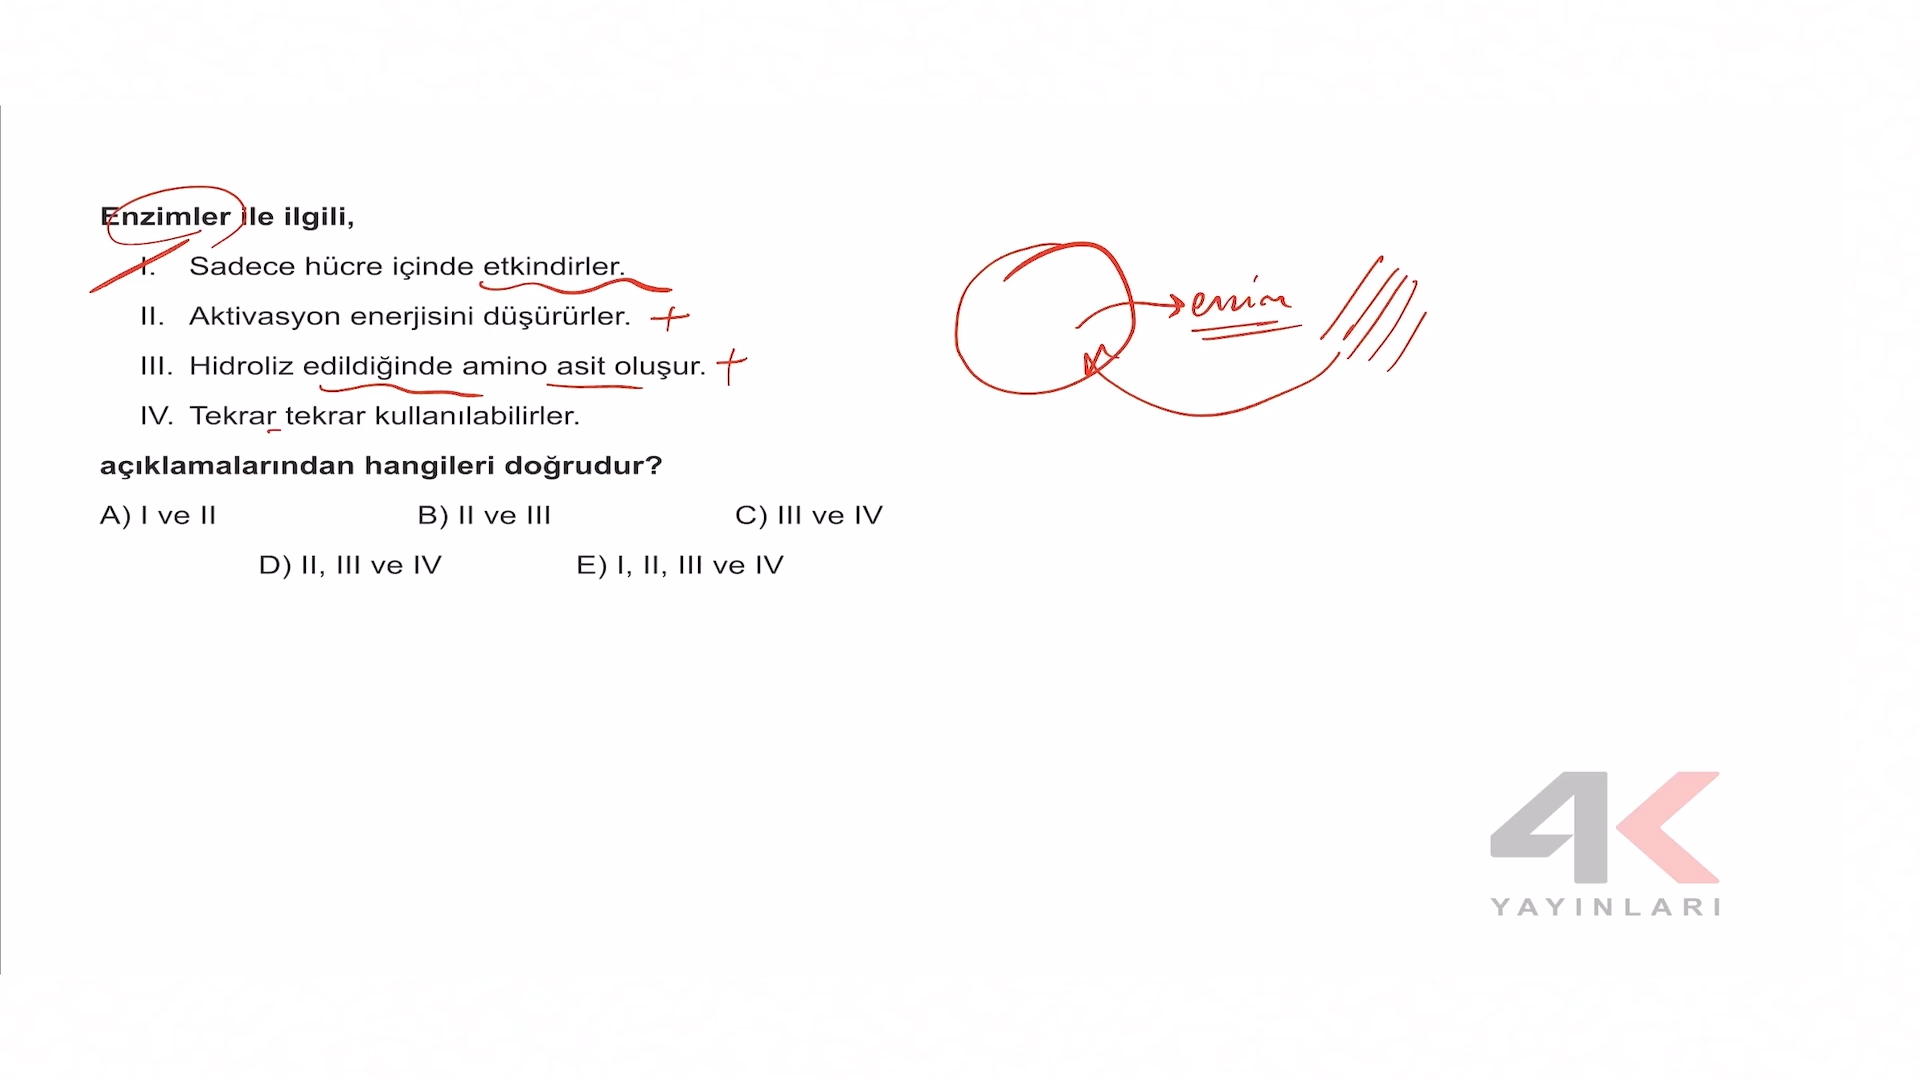 Enzimler ile ilgili,
I. Sadece hücre içinde etkindirler.
II. Aktivasyon enerjisini düşürürler. +
III. Hidroliz edildiğinde amino asit oluşur. +
IV. Tekrar tekrar kullanılabilirler.
açıklamalarından hangileri doğrudur?
A) I ve II B) II ve III C) III ve IV
D) II, III ve IV E) I, II, III ve IV
enzim
4K
YAYINLARI